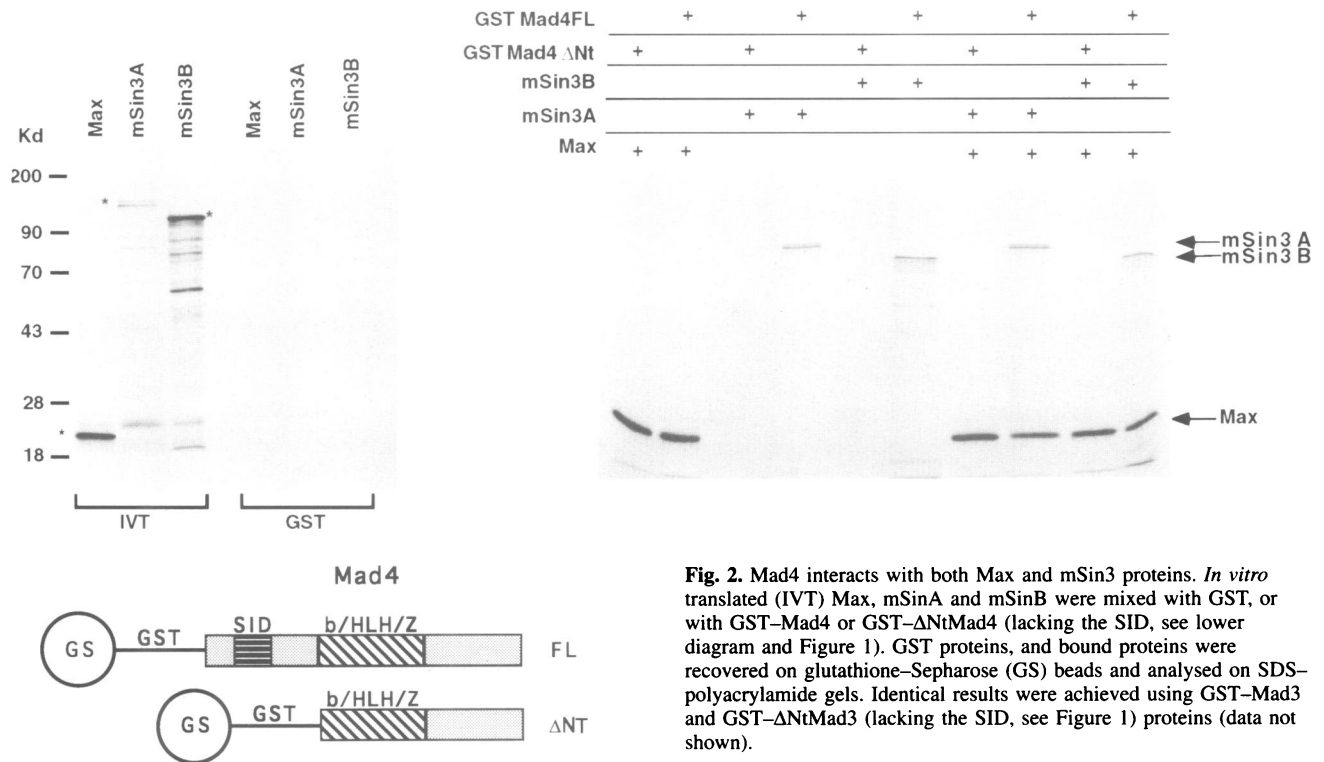 Kd
Max
mSin3A
mSin3B
Max
mSin3A
mSin3B
200
90
70
43
28
18
*
*
*
IVT
GST
GST Mad4FL + + + + +
GST Mad4 ΔNt + + + + +
mSin3B + + + +
mSin3A + + + +
Max + + + + + +
mSin3A
mSin3B
Max
Mad4
GS
GST
SID
b/HLH/Z
FL
GS
GST
b/HLH/Z
ΔNT
Fig. 2. Mad4 interacts with both Max and mSin3 proteins. In vitro
translated (IVT) Max, mSinA and mSinB were mixed with GST, or
with GST–Mad4 or GST–ΔNtMad4 (lacking the SID, see lower
diagram and Figure 1). GST proteins, and bound proteins were
recovered on glutathione–Sepharose (GS) beads and analysed on SDS–
polyacrylamide gels. Identical results were achieved using GST–Mad3
and GST–ΔNtMad3 (lacking the SID, see Figure 1) proteins (data not
shown).